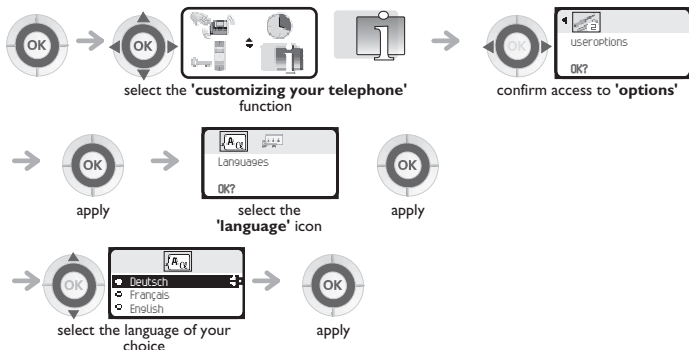 OK
OK
useroptions
OK?
OK
select the 'customizing your telephone'
function
confirm access to 'options'
OK
Languages
OK?
OK
apply
select the
'language' icon
apply
OK
Deutsch
Français
English
OK
select the language of your
choice
apply